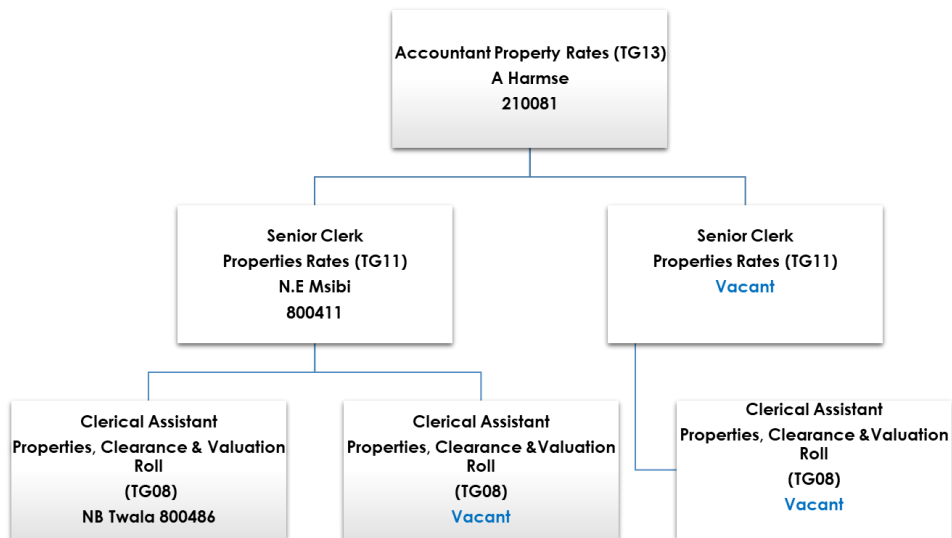 Accountant Property Rates (TG13)
A Harmse
210081
Senior Clerk
Properties Rates (TG11)
N.E Msibi
800411
Senior Clerk
Properties Rates (TG11)
Vacant
Clerical Assistant
Properties, Clearance & Valuation
Roll
(TG08)
NB Twala 800486
Clerical Assistant
Properties, Clearance &Valuation
Roll
(TG08)
Vacant
Clerical Assistant
Properties, Clearance &Valuation
Roll
(TG08)
Vacant